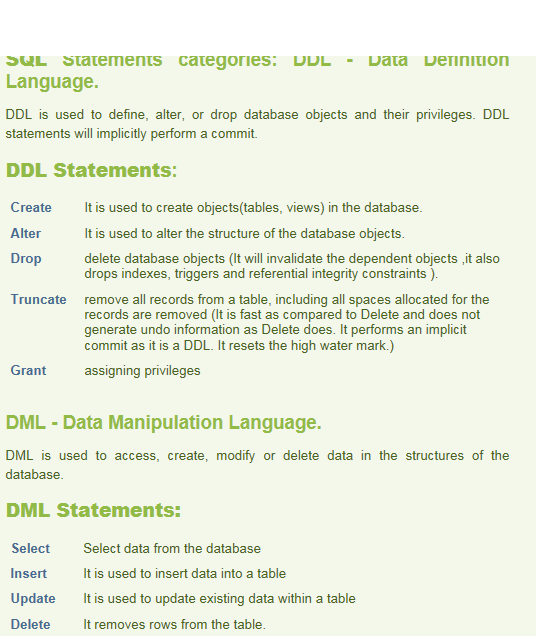 SQL Statements categories: DDL - Data Definition
Language.
DDL is used to define, alter, or drop database objects and their privileges. DDL
statements will implicitly perform a commit.
DDL Statements:
Create It is used to create objects(tables, views) in the database.
Alter It is used to alter the structure of the database objects.
Drop delete database objects (It will invalidate the dependent objects ,it also
drops indexes, triggers and referential integrity constraints ).
Truncate remove all records from a table, including all spaces allocated for the
records are removed (It is fast as compared to Delete and does not
generate undo information as Delete does. It performs an implicit
commit as it is a DDL. It resets the high water mark.)
Grant assigning privileges
DML - Data Manipulation Language.
DML is used to access, create, modify or delete data in the structures of the
database.
DML Statements:
Select Select data from the database
Insert It is used to insert data into a table
Update It is used to update existing data within a table
Delete It removes rows from the table.